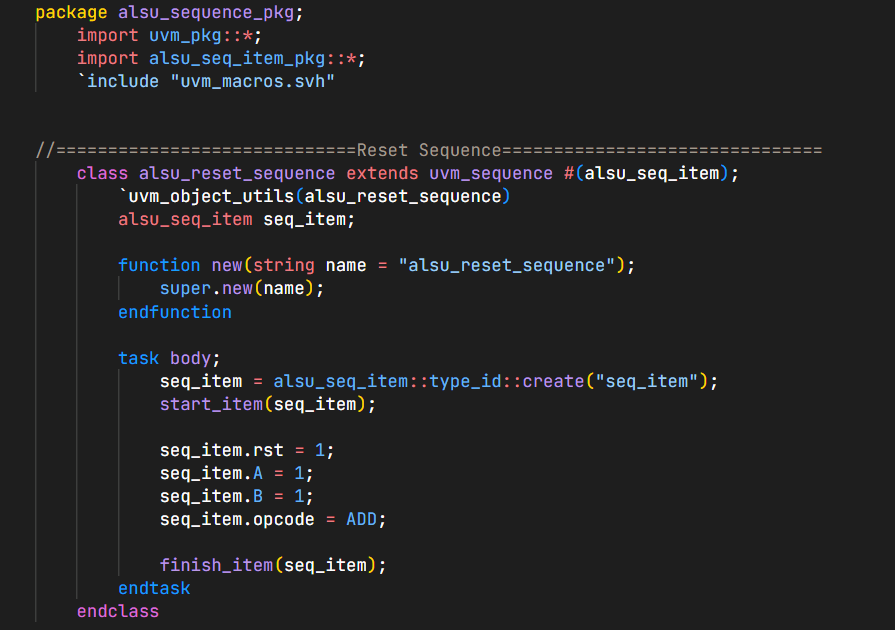 package alsu_sequence_pkg;
    import uvm_pkg::*;
    import alsu_seq_item_pkg::*;
    `include "uvm_macros.svh"
//=============================Reset Sequence===============================
    class alsu_reset_sequence extends uvm_sequence #(alsu_seq_item);
        `uvm_object_utils(alsu_reset_sequence)
        alsu_seq_item seq_item;
        function new(string name = "alsu_reset_sequence");
            super.new(name);
        endfunction
        task body;
            seq_item = alsu_seq_item::type_id::create("seq_item");
            start_item(seq_item);
            seq_item.rst = 1;
            seq_item.A = 1;
            seq_item.B = 1;
            seq_item.opcode = ADD;
            finish_item(seq_item);
        endtask
    endclass